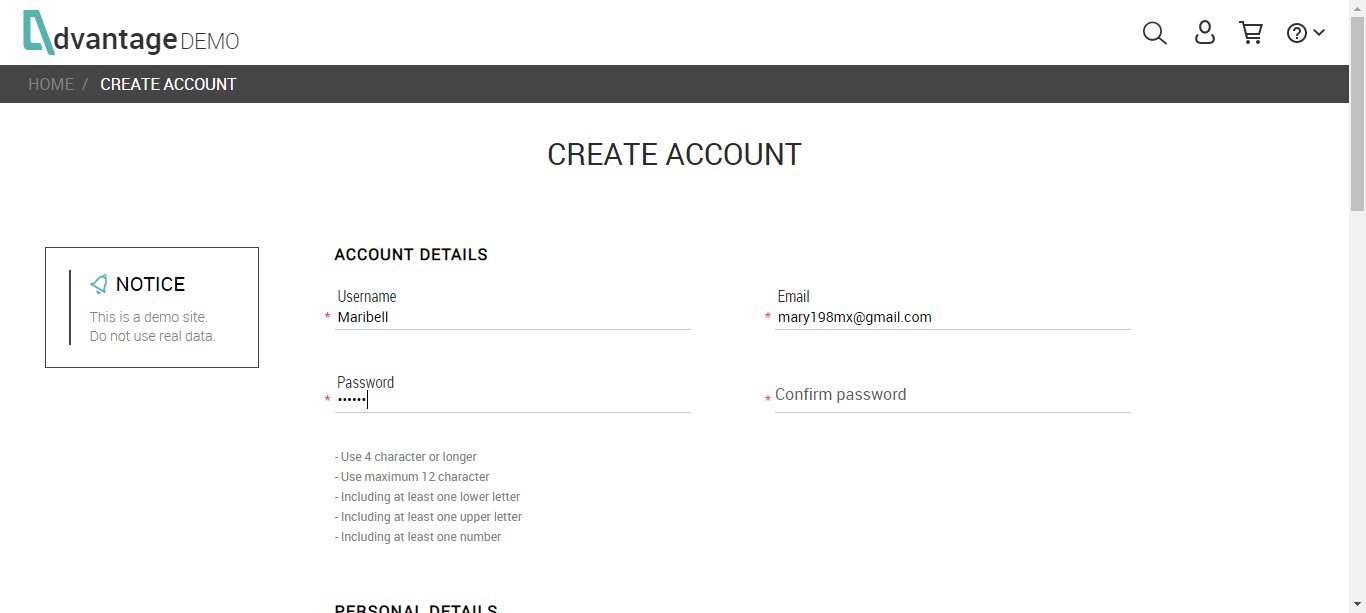 dvantage DEMO
HOME / CREATE ACCOUNT
CREATE ACCOUNT
NOTICE
This is a demo site.
Do not use real data.
ACCOUNT DETAILS
Username
* Maribell
Email
* mary198mx@gmail.com
Password
* ••••••
* Confirm password
- Use 4 character or longer
- Use maximum 12 character
- Including at least one lower letter
- Including at least one upper letter
- Including at least one number
PERSONAL DETAILS